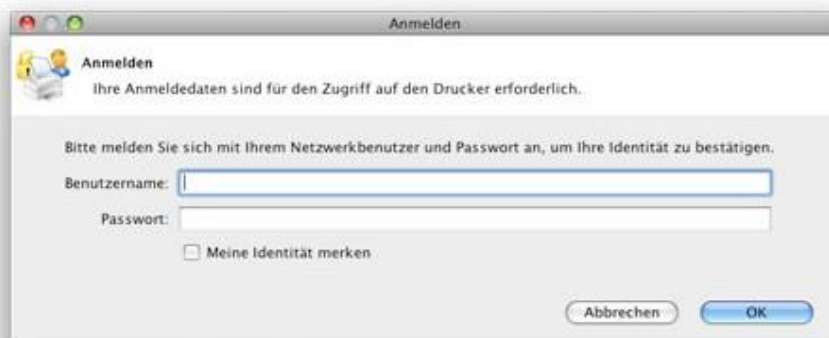 Anmelden
Anmelden
Ihre Anmeldedaten sind für den Zugriff auf den Drucker erforderlich.
Bitte melden Sie sich mit Ihrem Netzwerkbenutzer und Passwort an, um Ihre Identität zu bestätigen.
Benutzername:
Passwort:
Meine Identität merken
Abbrechen OK